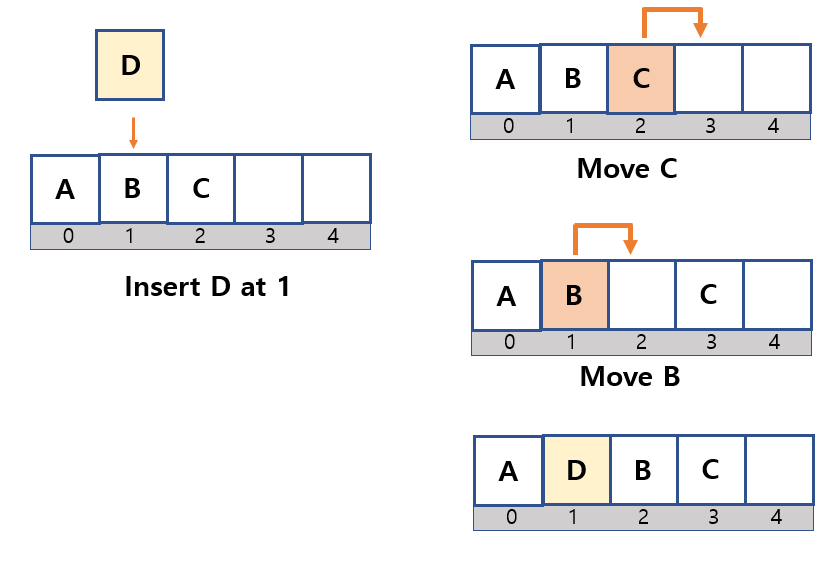 D
A B C
0 1 2 3 4
Insert D at 1
A B C
0 1 2 3 4
Move C
A B C
0 1 2 3 4
Move B
A D B C
0 1 2 3 4